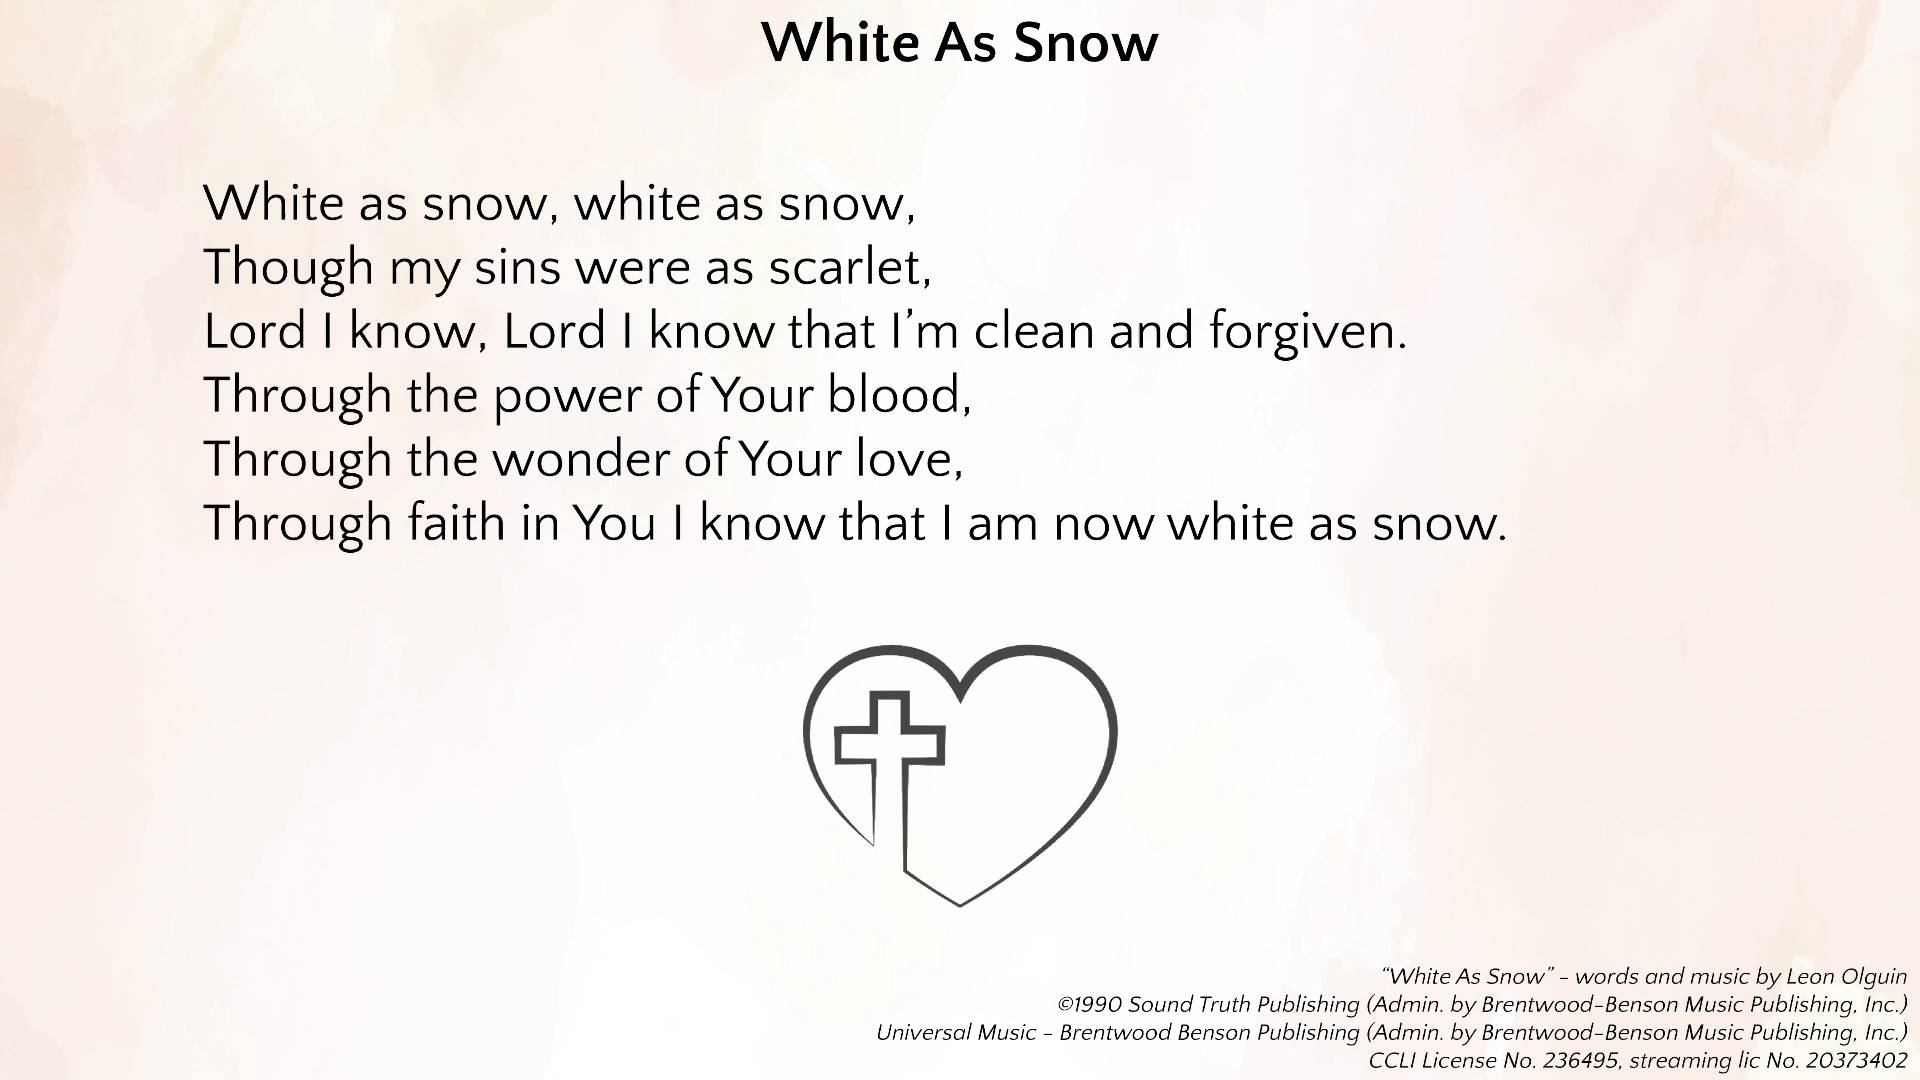 White As Snow
White as snow, white as snow,
Though my sins were as scarlet,
Lord I know, Lord I know that I’m clean and forgiven.
Through the power of Your blood,
Through the wonder of Your love,
Through faith in You I know that I am now white as snow.
“White As Snow” – words and music by Leon Olguin
©1990 Sound Truth Publishing (Admin. by Brentwood-Benson Music Publishing, Inc.)
Universal Music – Brentwood Benson Publishing (Admin. by Brentwood-Benson Music Publishing, Inc.)
CCLI License No. 236495, streaming lic No. 20373402